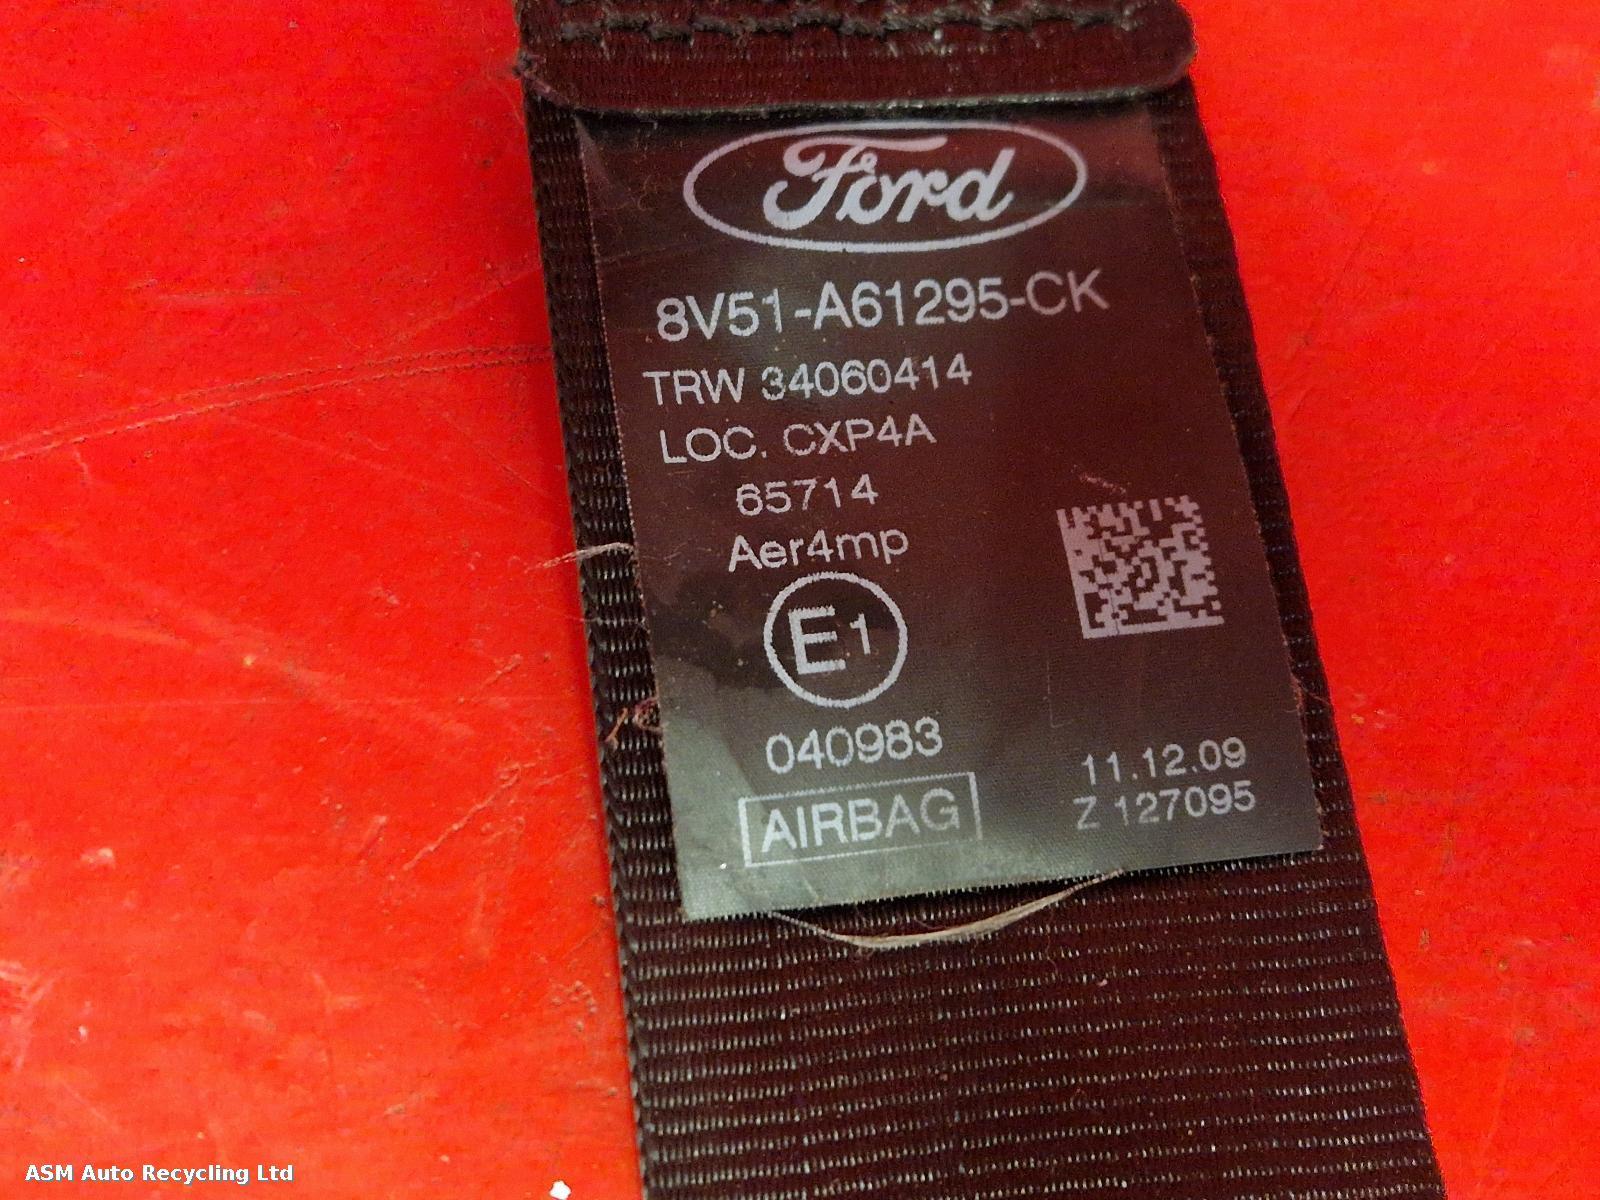 Ford
8V51-A61295-CK
TRW 34060414
LOC. CXP4A
65714
Aer4mp
E1
040983
AIRBAG
11.12.09
Z 127095
ASM Auto Recycling Ltd